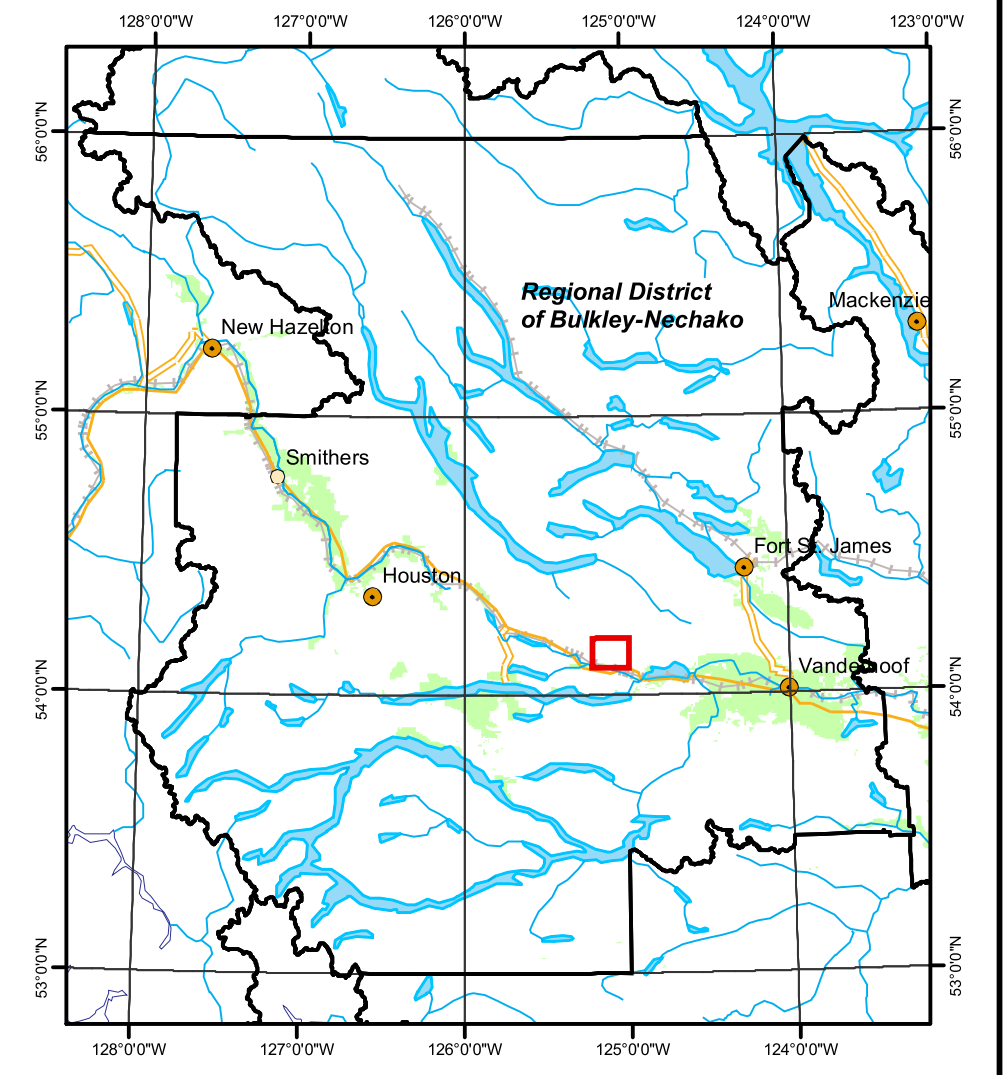 128°0'0"W 127°0'0"W 126°0'0"W 125°0'0"W 124°0'0"W 123°0'0"W
56°0'0"N 56°0'0"N
Regional District
of Bulkley-Nechako
Mackenzie
New Hazelton
55°0'0"N 55°0'0"N
Smithers
Fort St. James
Houston
Vanderhoof
54°0'0"N 54°0'0"N
53°0'0"N 53°0'0"N
128°0'0"W 127°0'0"W 126°0'0"W 125°0'0"W 124°0'0"W